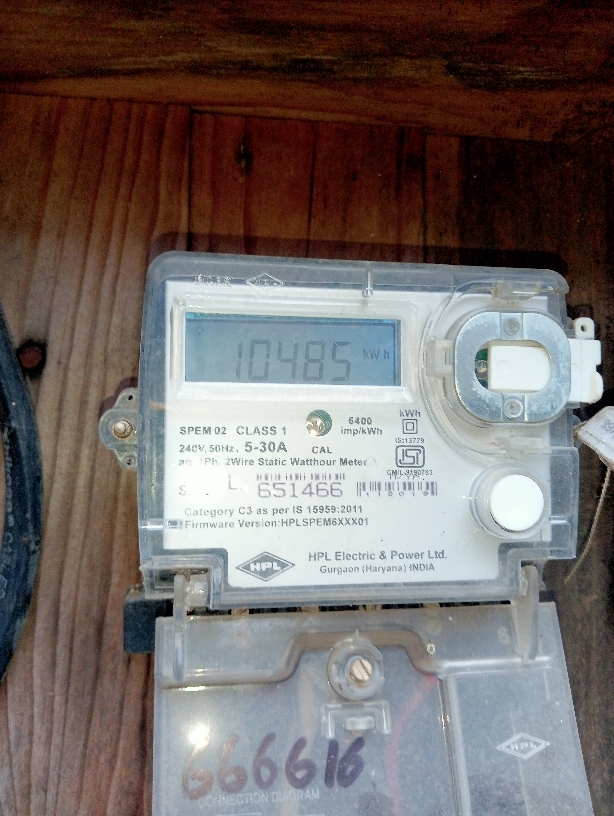 HPL
10485 kWh
SPEM 02 CLASS 1
6400 imp/kWh
kWh
240V, 50Hz, 5-30A
CAL
IS:13779
1Ph, 2Wire Static Watthour Meter
ISI
651466
Category C3 as per IS 15959:2011
Firmware Version:HPLSPEM6XXX01
HPL
HPL Electric & Power Ltd.
Gurgaon (Haryana) INDIA
HPL
666616
CONNECTION DIAGRAM